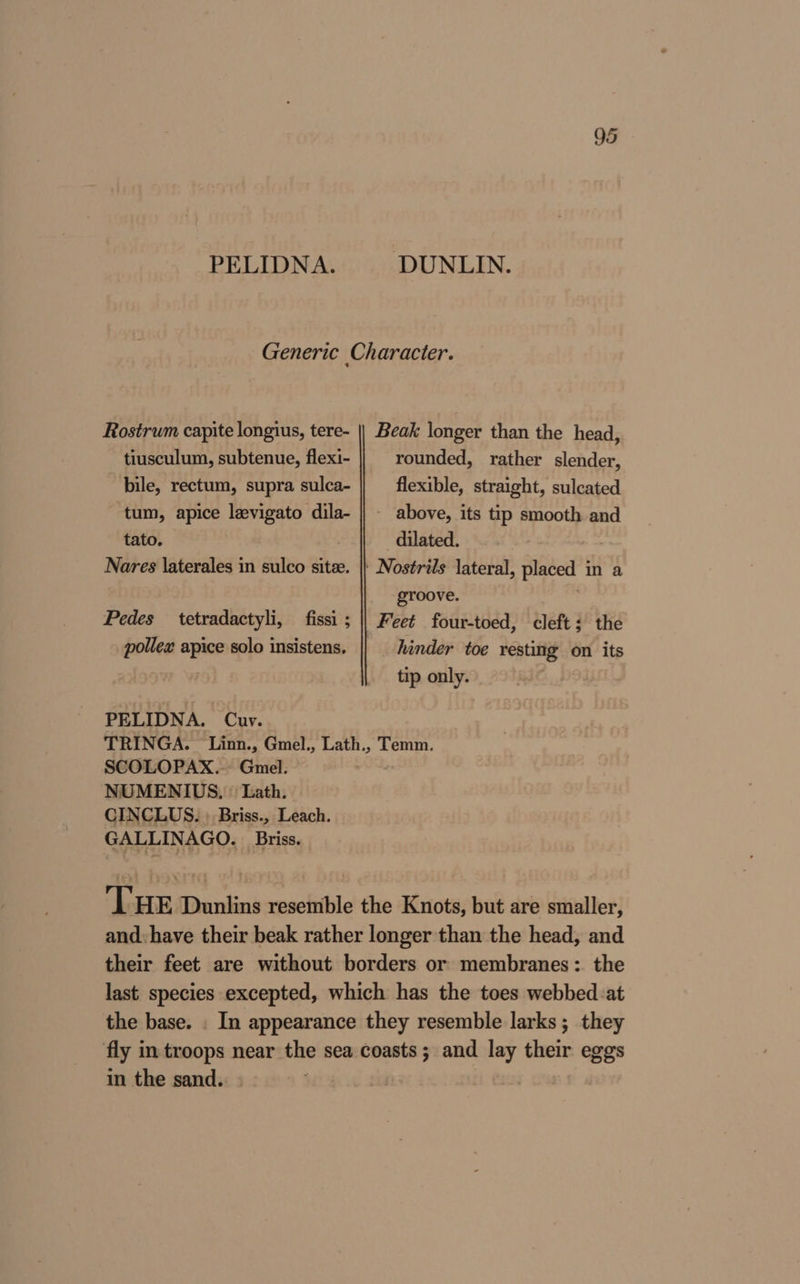 95
PELIDNA. DUNLIN.
Generic Character.
Rostrum capite longius, tere-
tiusculum, subtenue, flexi-
bile, rectum, supra sulca-
tum, apice lævigato dila-
tato.
Nares laterales in sulco sitæ.
Pedes tetradactyli, fissi;
pollex apice solo insistens.
Beak longer than the head,
rounded, rather slender,
flexible, straight, sulcated
above, its tip smooth and
dilated.
Nostrils lateral, placed in a
groove.
Feet four-toed, cleft; the
hinder toe resting on its
tip only.
PELIDNA. Cuv.
TRINGA. Linn., Gmel., Lath., Temm.
SCOLOPAX. Gmel.
NUMENIUS. Lath.
CINCLUS. Briss., Leach.
GALLINAGO. Briss.
THE Dunlins resemble the Knots, but are smaller,
and have their beak rather longer than the head, and
their feet are without borders or membranes: the
last species excepted, which has the toes webbed at
the base. In appearance they resemble larks; they
fly in troops near the sea coasts; and lay their eggs
in the sand.